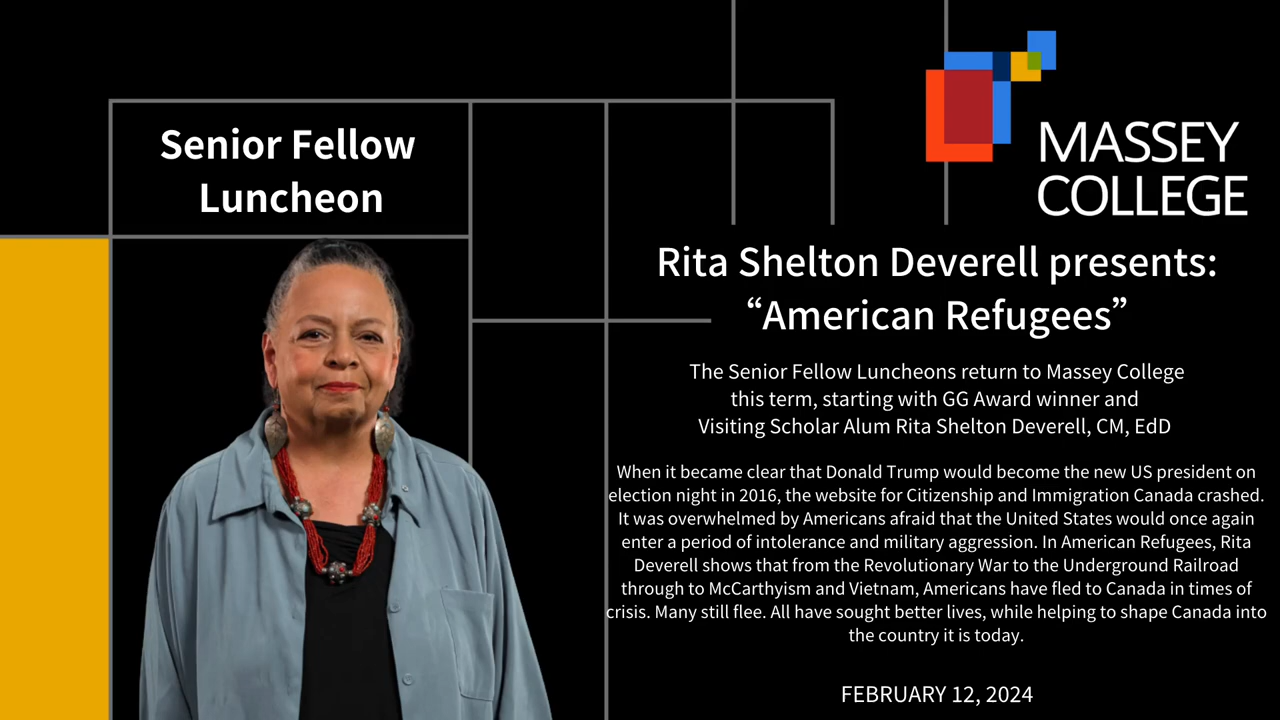 Senior Fellow
Luncheon
MASSEY
COLLEGE
Rita Shelton Deverell presents:
“American Refugees”
The Senior Fellow Luncheons return to Massey College
this term, starting with GG Award winner and
Visiting Scholar Alum Rita Shelton Deverell, CM, EdD
When it became clear that Donald Trump would become the new US president on
election night in 2016, the website for Citizenship and Immigration Canada crashed.
It was overwhelmed by Americans afraid that the United States would once again
enter a period of intolerance and military aggression. In American Refugees, Rita
Deverell shows that from the Revolutionary War to the Underground Railroad
through to McCarthyism and Vietnam, Americans have fled to Canada in times of
crisis. Many still flee. All have sought better lives, while helping to shape Canada into
the country it is today.
FEBRUARY 12, 2024